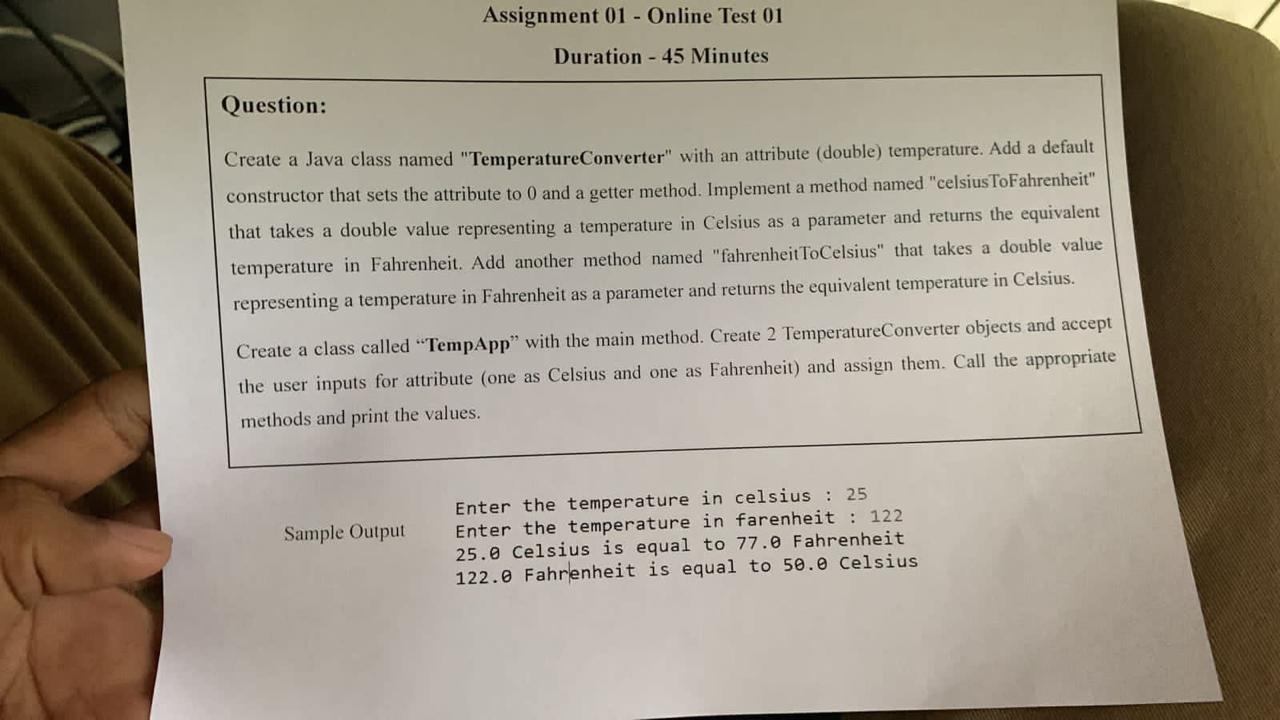 Assignment 01 - Online Test 01
Duration - 45 Minutes
Question:
Create a Java class named "TemperatureConverter" with an attribute (double) temperature. Add a default
constructor that sets the attribute to 0 and a getter method. Implement a method named "celsiusToFahrenheit"
that takes a double value representing a temperature in Celsius as a parameter and returns the equivalent
temperature in Fahrenheit. Add another method named "fahrenheitToCelsius" that takes a double value
representing a temperature in Fahrenheit as a parameter and returns the equivalent temperature in Celsius.
Create a class called “TempApp” with the main method. Create 2 TemperatureConverter objects and accept
the user inputs for attribute (one as Celsius and one as Fahrenheit) and assign them. Call the appropriate
methods and print the values.
Sample Output
Enter the temperature in celsius : 25
Enter the temperature in farenheit : 122
25.0 Celsius is equal to 77.0 Fahrenheit
122.0 Fahrenheit is equal to 50.0 Celsius